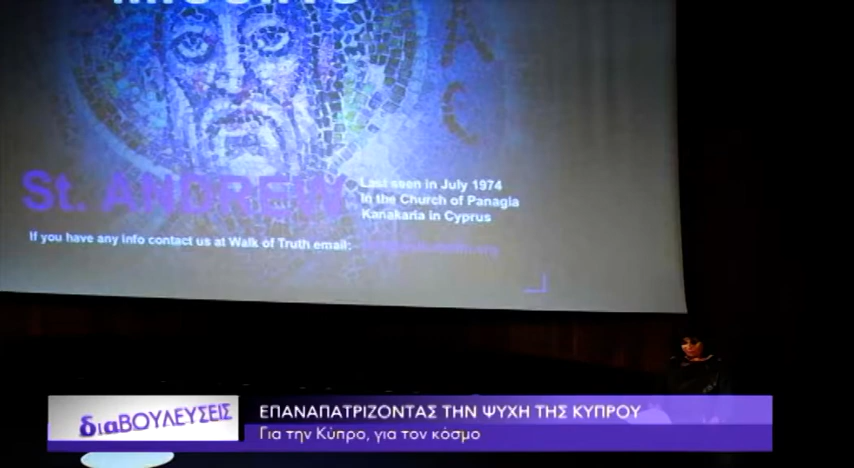 St. ANDREW
Last seen in July 1974
In the Church of Panagia
Kanakaria in Cyprus
If you have any info contact us at Walk of Truth email:
διαΒΟΥΛΕΥΣΕΙΣ
ΕΠΑΝΑΠΑΤΡΙΖΟΝΤΑΣ ΤΗΝ ΨΥΧΗ ΤΗΣ ΚΥΠΡΟΥ
Για την Κύπρο, για τον κόσμο